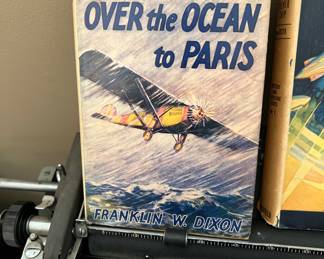 OVER the OCEAN
to PARIS
FRANKLIN W. DIXON